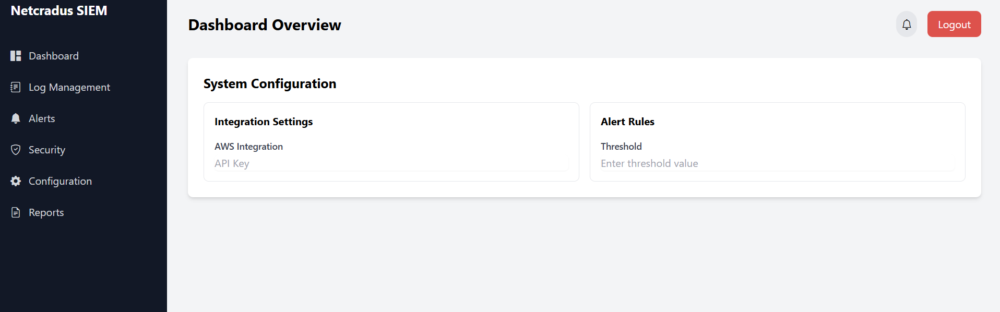 Netcradus SIEM
Dashboard
Log Management
Alerts
Security
Configuration
Reports
Dashboard Overview
Logout
System Configuration
Integration Settings
AWS Integration
API Key
Alert Rules
Threshold
Enter threshold value